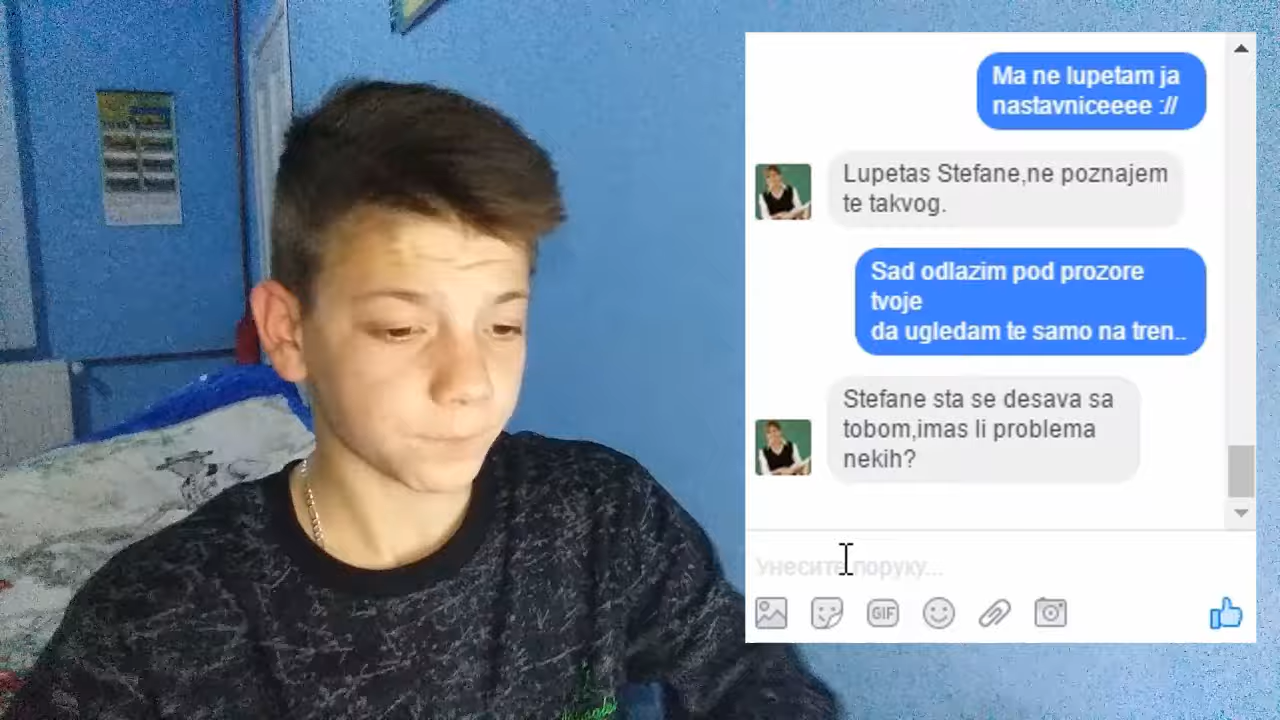 Ma ne lupetam ja
nastavniceeee ://
Lupetas Stefane,ne poznajem
te takvog.
Sad odlazim pod prozore
tvoje
da ugledam te samo na tren..
Stefane sta se desava sa
tobom,imas li problema
nekih?
Унесите поруку...
GIF